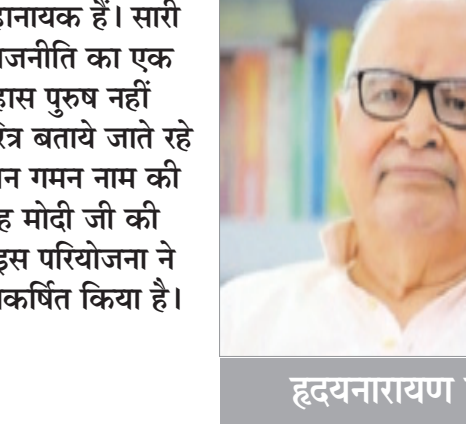 हानायक हैं। सारी
जनीति का एक
हास पुरुष नहीं
रित्र बताये जाते रहे
न गमन नाम की
ह मोदी जी की
इस परियोजना ने
कर्षित किया है।
हृदयनारायण